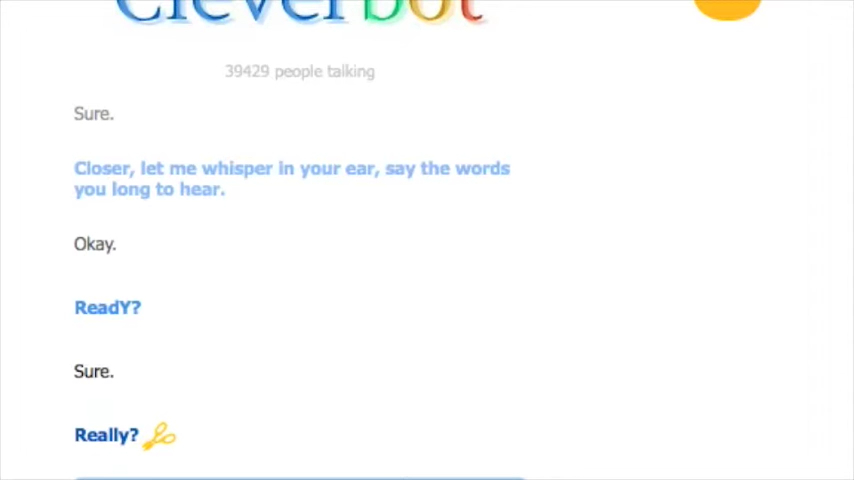 Cleverbot
39429 people talking
Sure.
Closer, let me whisper in your ear, say the words
you long to hear.
Okay.
ReadY?
Sure.
Really?